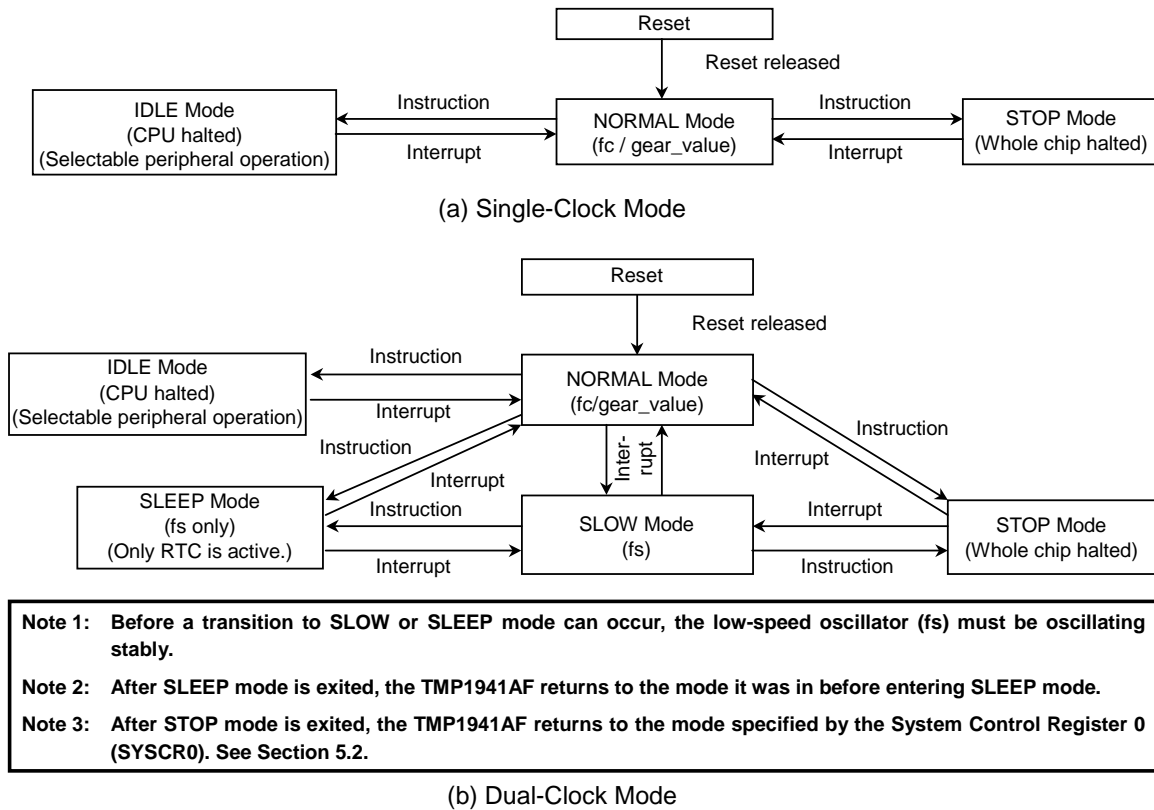 Reset
Reset released
IDLE Mode
(CPU halted)
(Selectable peripheral operation)
Instruction
Interrupt
NORMAL Mode
(fc / gear_value)
Instruction
Interrupt
STOP Mode
(Whole chip halted)
(a) Single-Clock Mode
Reset
Reset released
IDLE Mode
(CPU halted)
(Selectable peripheral operation)
Instruction
Interrupt
NORMAL Mode
(fc/gear_value)
Instruction
Interrupt
Inter-
rupt
Instruction
Interrupt
SLEEP Mode
(fs only)
(Only RTC is active.)
Instruction
Interrupt
SLOW Mode
(fs)
Interrupt
Instruction
STOP Mode
(Whole chip halted)
Note 1: Before a transition to SLOW or SLEEP mode can occur, the low-speed oscillator (fs) must be oscillating
stably.
Note 2: After SLEEP mode is exited, the TMP1941AF returns to the mode it was in before entering SLEEP mode.
Note 3: After STOP mode is exited, the TMP1941AF returns to the mode specified by the System Control Register 0
(SYSCR0). See Section 5.2.
(b) Dual-Clock Mode